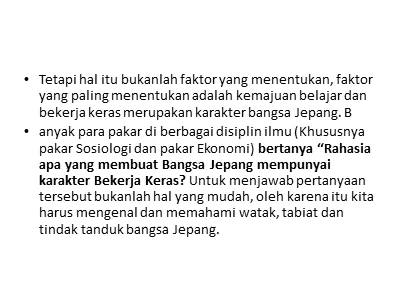 • Tetapi hal itu bukanlah faktor yang menentukan, faktor
yang paling menentukan adalah kemajuan belajar dan
bekerja keras merupakan karakter bangsa Jepang. B
• anyak para pakar di berbagai disiplin ilmu (Khususnya
pakar Sosiologi dan pakar Ekonomi) bertanya “Rahasia
apa yang membuat Bangsa Jepang mempunyai
karakter Bekerja Keras? Untuk menjawab pertanyaan
tersebut bukanlah hal yang mudah, oleh karena itu kita
harus mengenal dan memahami watak, tabiat dan
tindak tanduk bangsa Jepang.